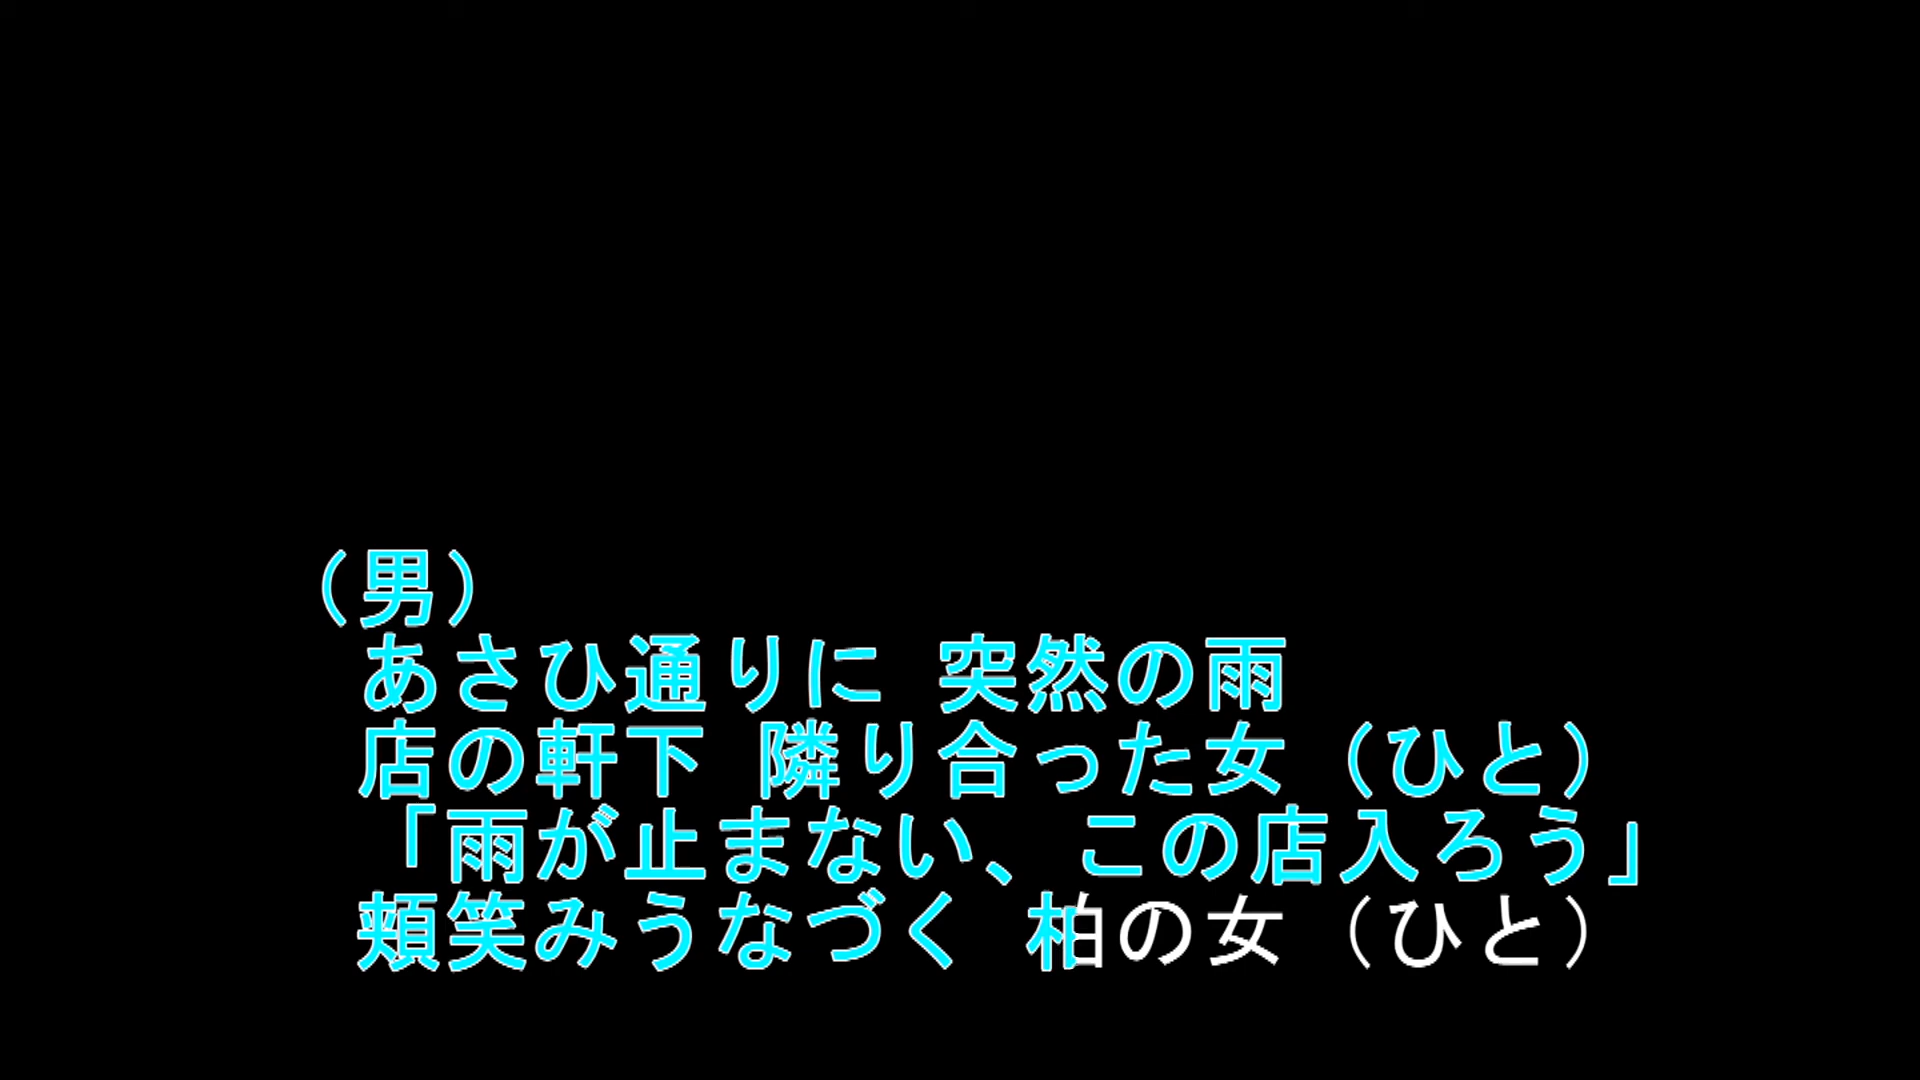 （男）
あさひ通りに 突然の雨
店の軒下 隣り合った女（ひと）
「雨が止まない、この店入ろう」
頬笑みうなづく 柏の女（ひと）